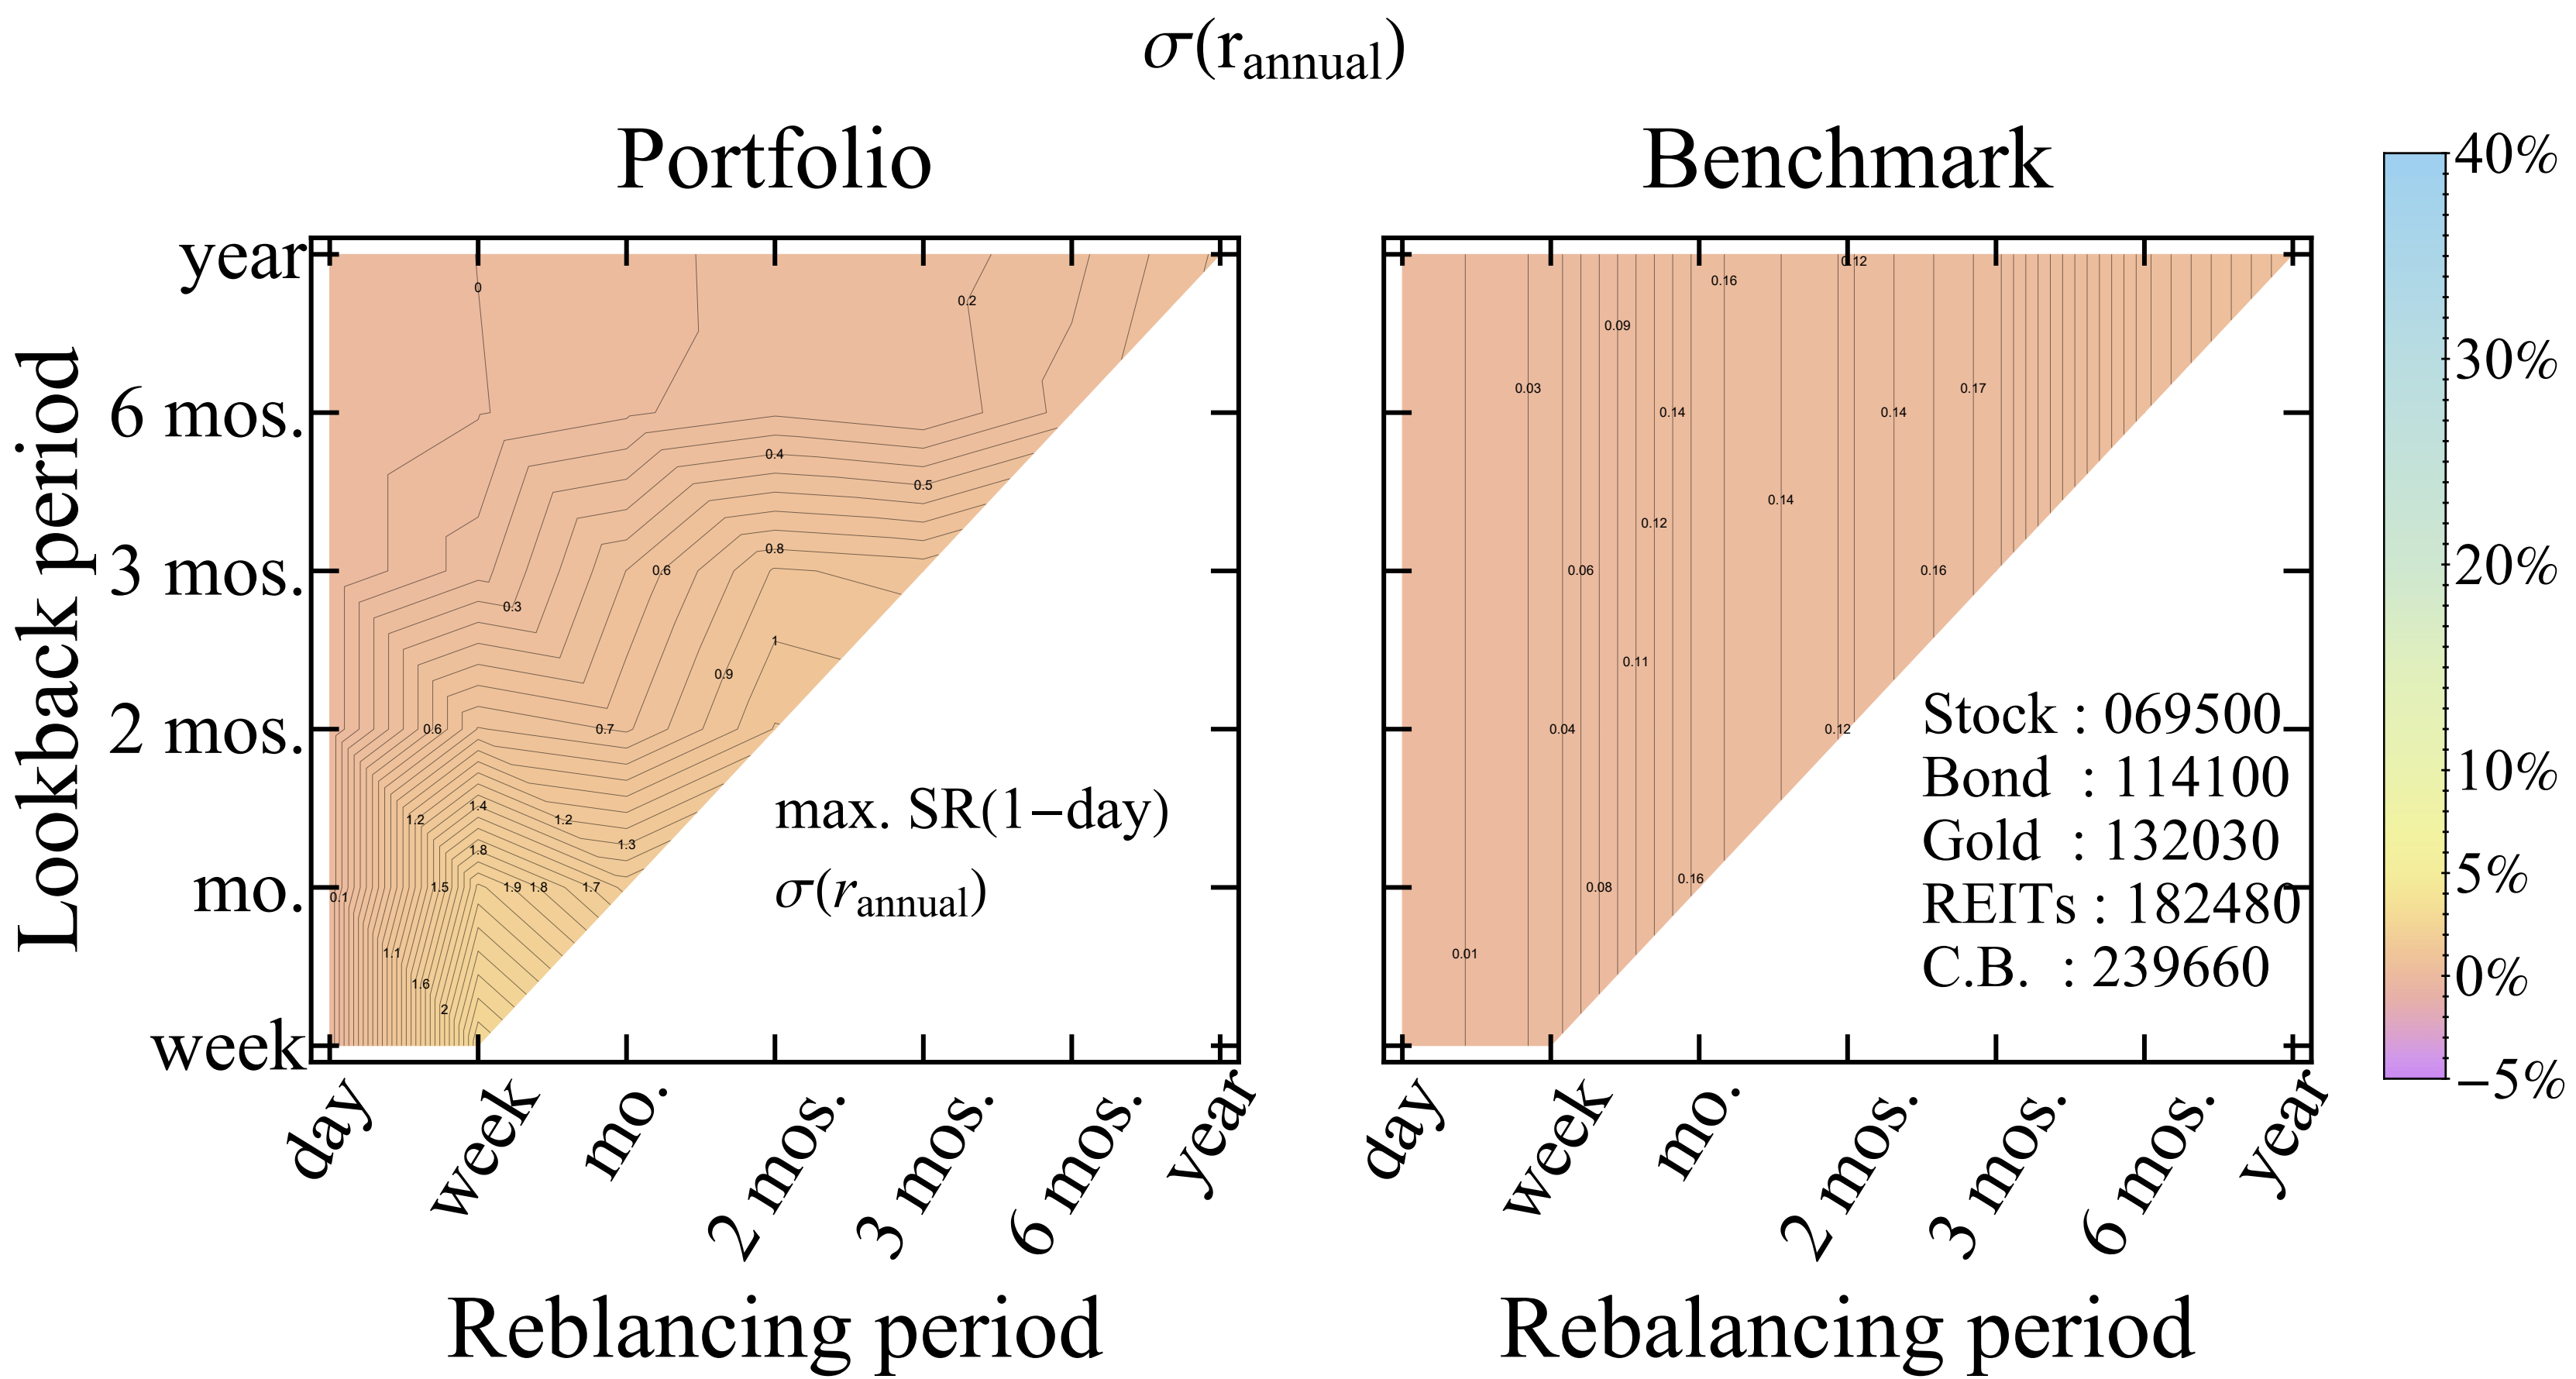 σ(r_annual)
Portfolio
Benchmark
Lookback period
year
6 mos.
3 mos.
2 mos.
mo.
week
0
0.2
0.4
0.5
0.8
0.6
0.3
1
0.9
0.6
0.7
1.4
1.2
1.2
1.3
1.8
1.5
1.9
1.8
1.7
0.1
1.1
1.6
2
max. SR(1−day)
σ(r_annual)
day
week
mo.
2 mos.
3 mos.
6 mos.
year
Reblancing period
0.12
0.16
0.09
0.03
0.17
0.14
0.14
0.14
0.12
0.06
0.16
0.11
0.04
0.12
0.16
0.08
0.01
Stock : 069500
Bond : 114100
Gold : 132030
REITs : 182480
C.B. : 239660
day
week
mo.
2 mos.
3 mos.
6 mos.
year
Rebalancing period
40%
30%
20%
10%
5%
0%
−5%